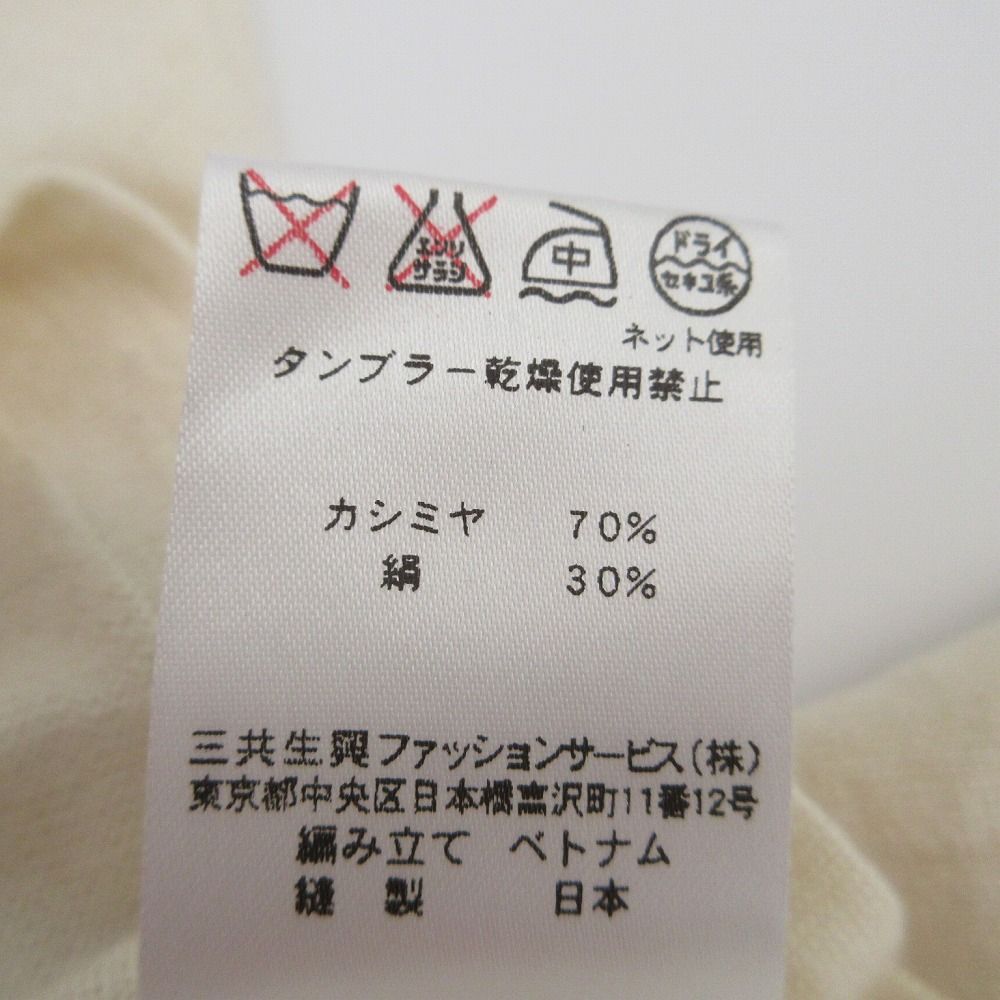 エンソ
サラシ
中
ドライ
セキユ系
ネット使用
タンブラー乾燥使用禁止
カシミヤ 70%
絹 30%
三共生興ファッションサービス(株)
東京都中央区日本橋富沢町11番12号
編み立て ベトナム
縫製 日本